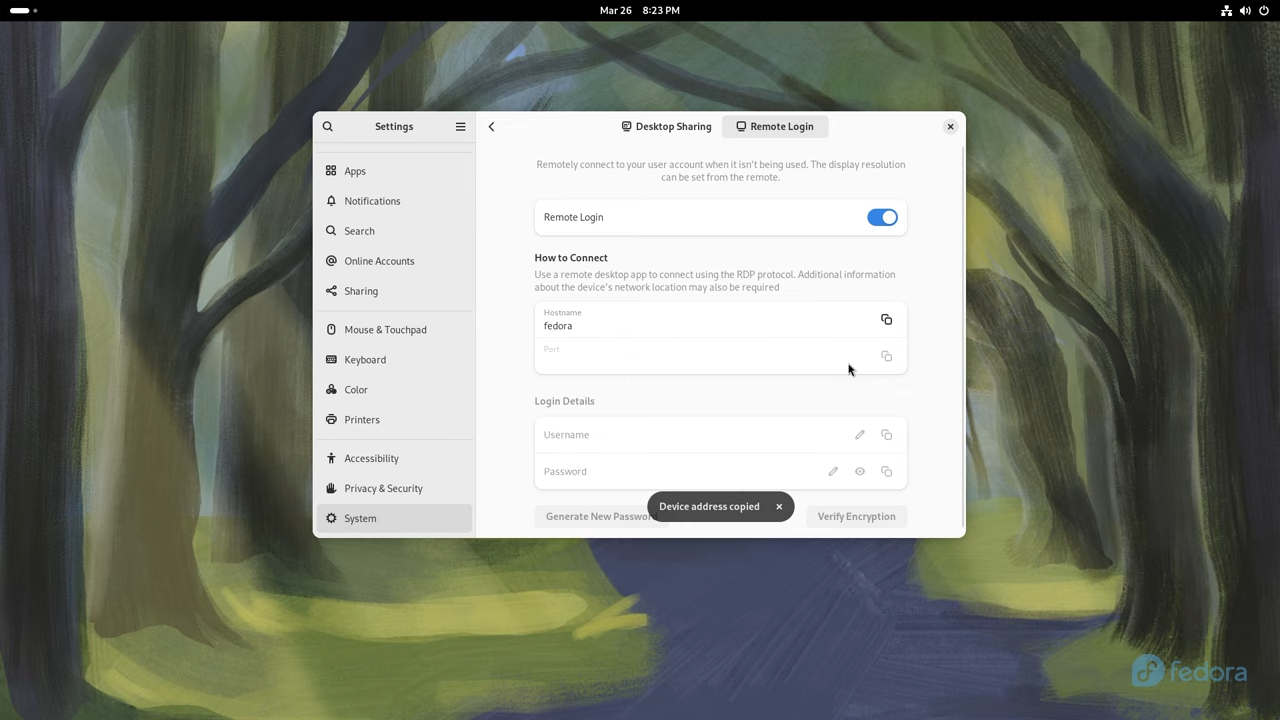 Mar 26 8:23 PM
Settings
Desktop Sharing
Remote Login
Apps
Notifications
Search
Online Accounts
Sharing
Mouse & Touchpad
Keyboard
Color
Printers
Accessibility
Privacy & Security
System
Remotely connect to your user account when it isn't being used. The display resolution
can be set from the remote.
Remote Login
How to Connect
Use a remote desktop app to connect using the RDP protocol. Additional information
about the device's network location may also be required
Hostname
fedora
Port
Login Details
Username
Password
Device address copied
Generate New Passwor
Verify Encryption
fedora